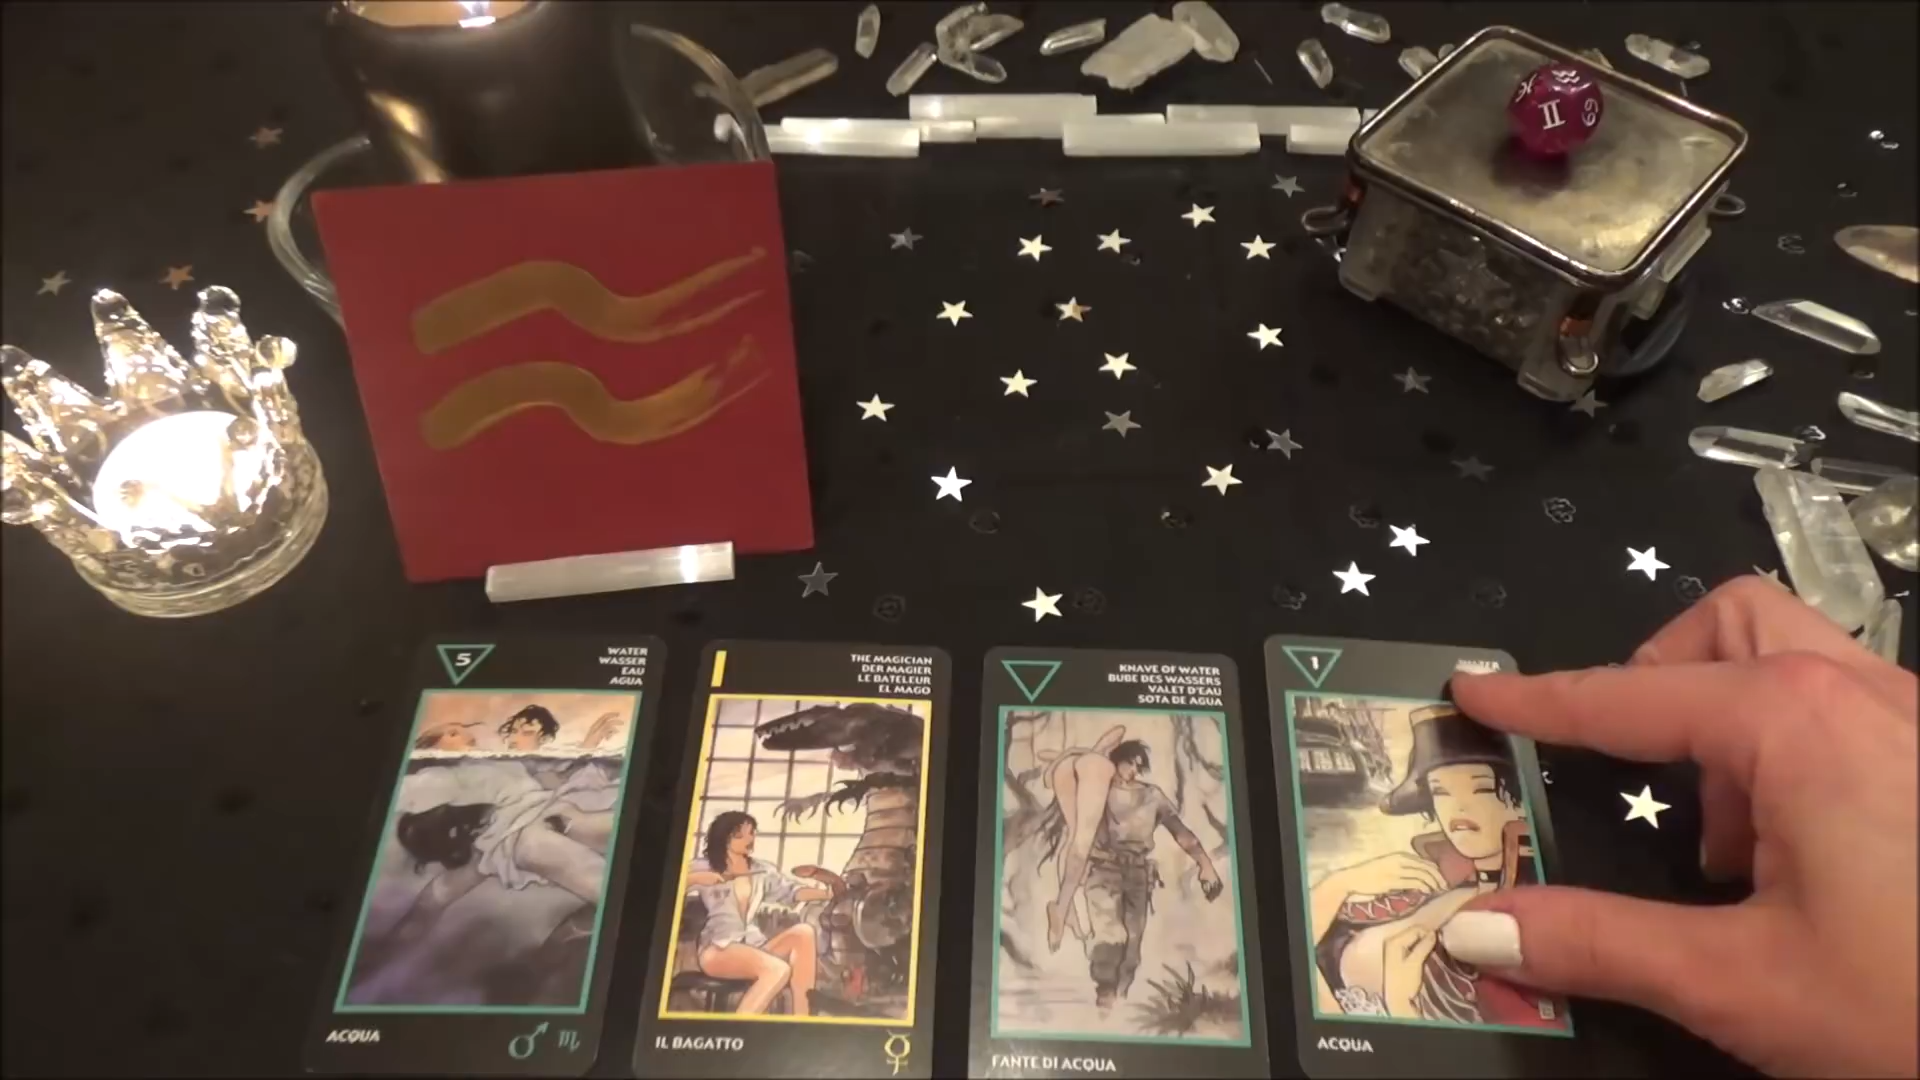 5
WATER
WASSER
EAU
AGUA
ACQUA
THE MAGICIAN
DER MAGIER
LE BATELEUR
EL MAGO
IL BAGATTO
KNAVE OF WATER
BUBE DES WASSERS
VALET D'EAU
SOTA DE AGUA
FANTE DI ACQUA
1
WATER
ACQUA